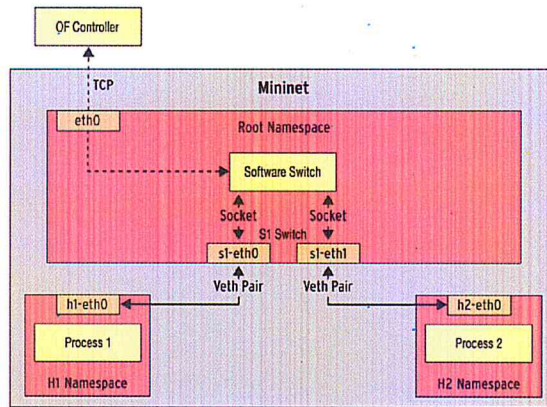 OF Controller
TCP
Mininet
eth0
Root Namespace
Software Switch
Socket
Socket
S1 Switch
s1-eth0
s1-eth1
Veth Pair
Veth Pair
h1-eth0
h2-eth0
Process 1
Process 2
H1 Namespace
H2 Namespace